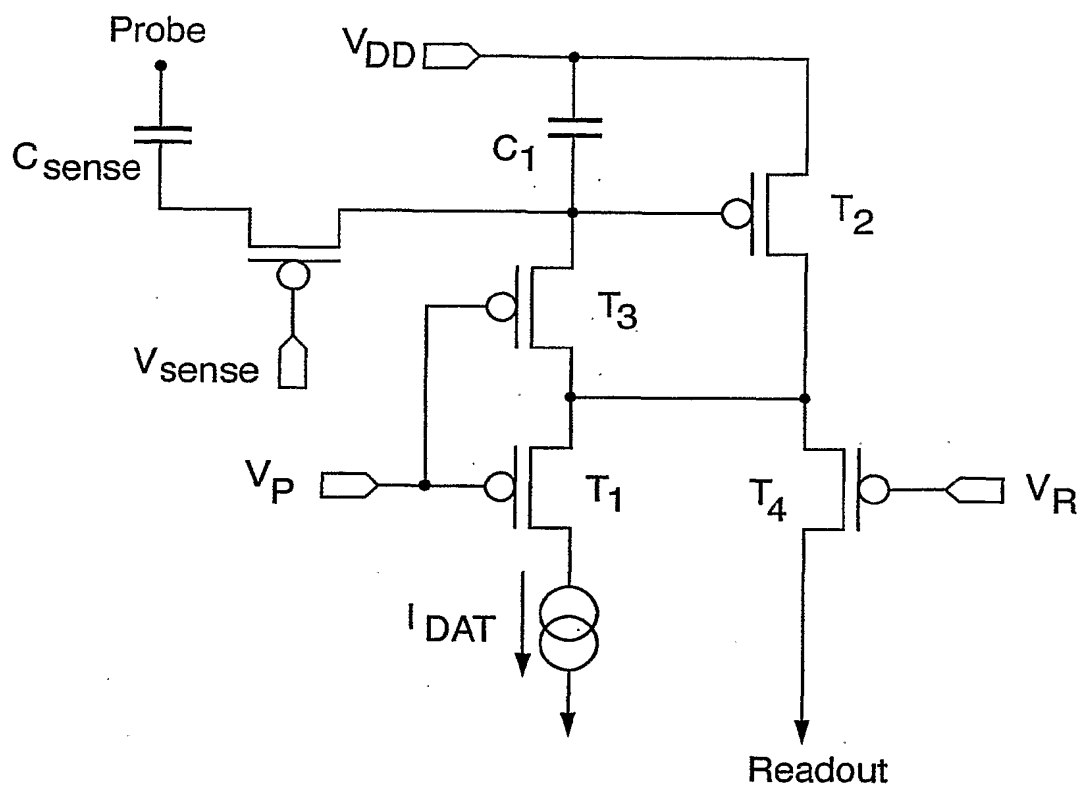 Probe
VDD
Csense
C1
T2
T3
Vsense
VP
T1
T4
VR
IDAT
Readout